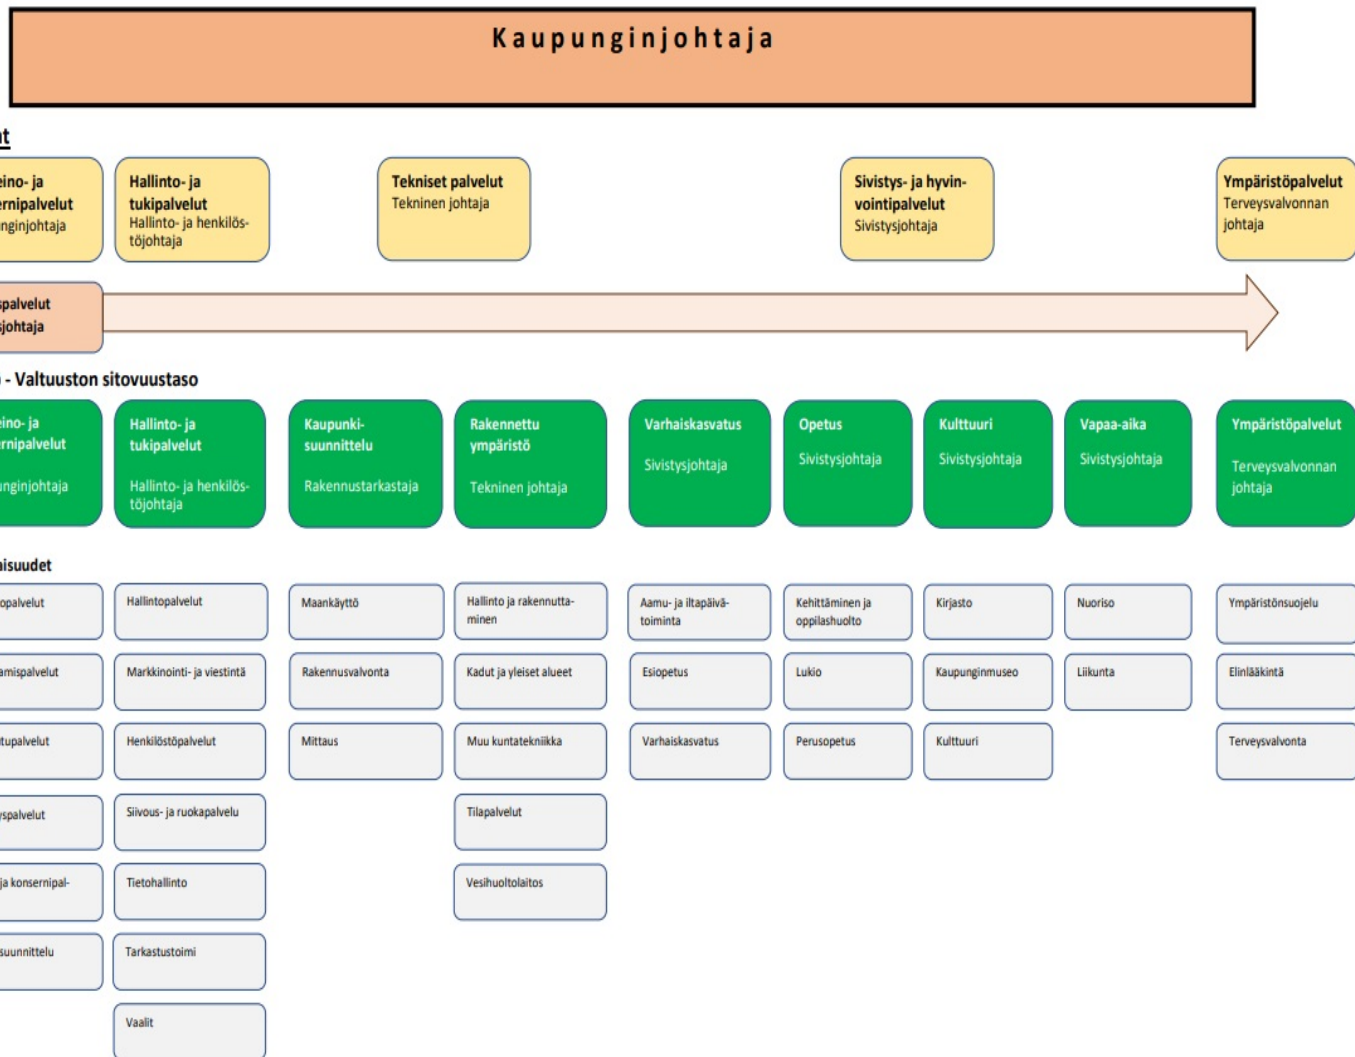 Kaupunginjohtaja
Hallinto- ja
tukipalvelut
Hallinto- ja henkilös-
töjohtaja
Tekniset palvelut
Tekninen johtaja
Sivistys- ja hyvin-
vointipalvelut
Sivistysjohtaja
Ympäristöpalvelut
Terveysvalvonnan
johtaja
- Valtuuston sitovuustaso
Hallinto- ja
tukipalvelut
Hallinto- ja henkilös-
töjohtaja
Kaupunki-
suunnittelu
Rakennustarkastaja
Rakennettu
ympäristö
Tekninen johtaja
Varhaiskasvatus
Sivistysjohtaja
Opetus
Sivistysjohtaja
Kulttuuri
Sivistysjohtaja
Vapaa-aika
Sivistysjohtaja
Ympäristöpalvelut
Terveysvalvonnan
johtaja
Hallintopalvelut
Markkinointi- ja viestintä
Henkilöstöpalvelut
Siivous- ja ruokapalvelu
Tietohallinto
Tarkastustoimi
Vaalit
Maankäyttö
Rakennusvalvonta
Mittaus
Hallinto ja rakennutta-
minen
Kadut ja yleiset alueet
Muu kuntatekniikka
Tilapalvelut
Vesihuoltolaitos
Aamu- ja iltapäivä-
toiminta
Esiopetus
Varhaiskasvatus
Kehittäminen ja
oppilashuolto
Lukio
Perusopetus
Kirjasto
Kaupunginmuseo
Kulttuuri
Nuoriso
Liikunta
Ympäristönsuojelu
Elinlääkintä
Terveysvalvonta